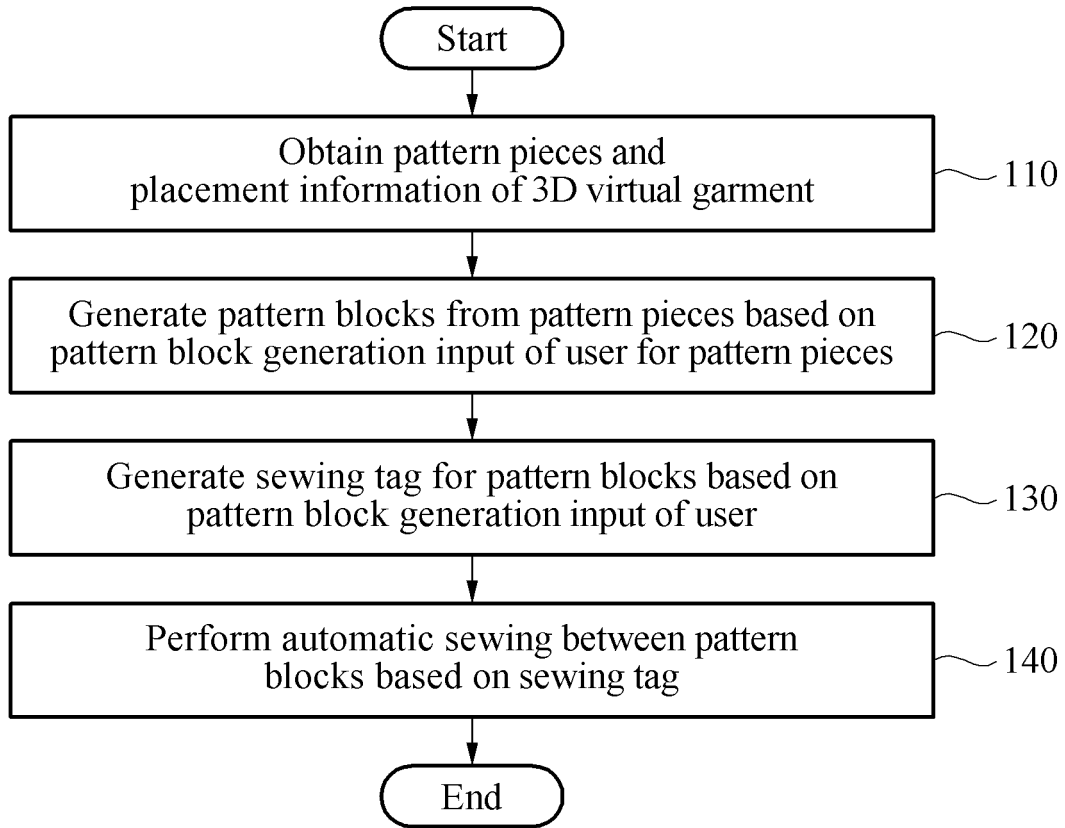 Start
Obtain pattern pieces and
placement information of 3D virtual garment
110
Generate pattern blocks from pattern pieces based on
pattern block generation input of user for pattern pieces
120
Generate sewing tag for pattern blocks based on
pattern block generation input of user
130
Perform automatic sewing between pattern
blocks based on sewing tag
140
End